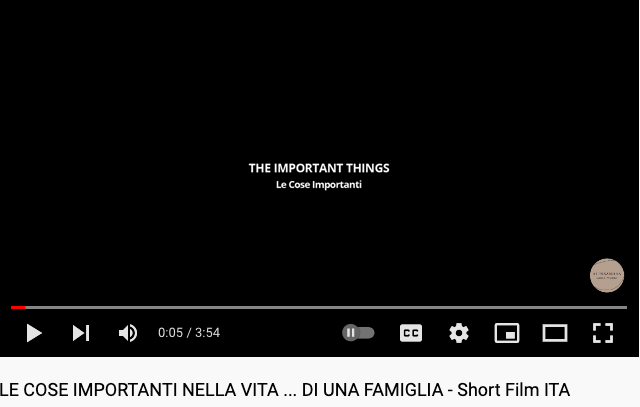 THE IMPORTANT THINGS
Le Cose Importanti
0:05 / 3:54
CC
LE COSE IMPORTANTI NELLA VITA ... DI UNA FAMIGLIA - Short Film ITA